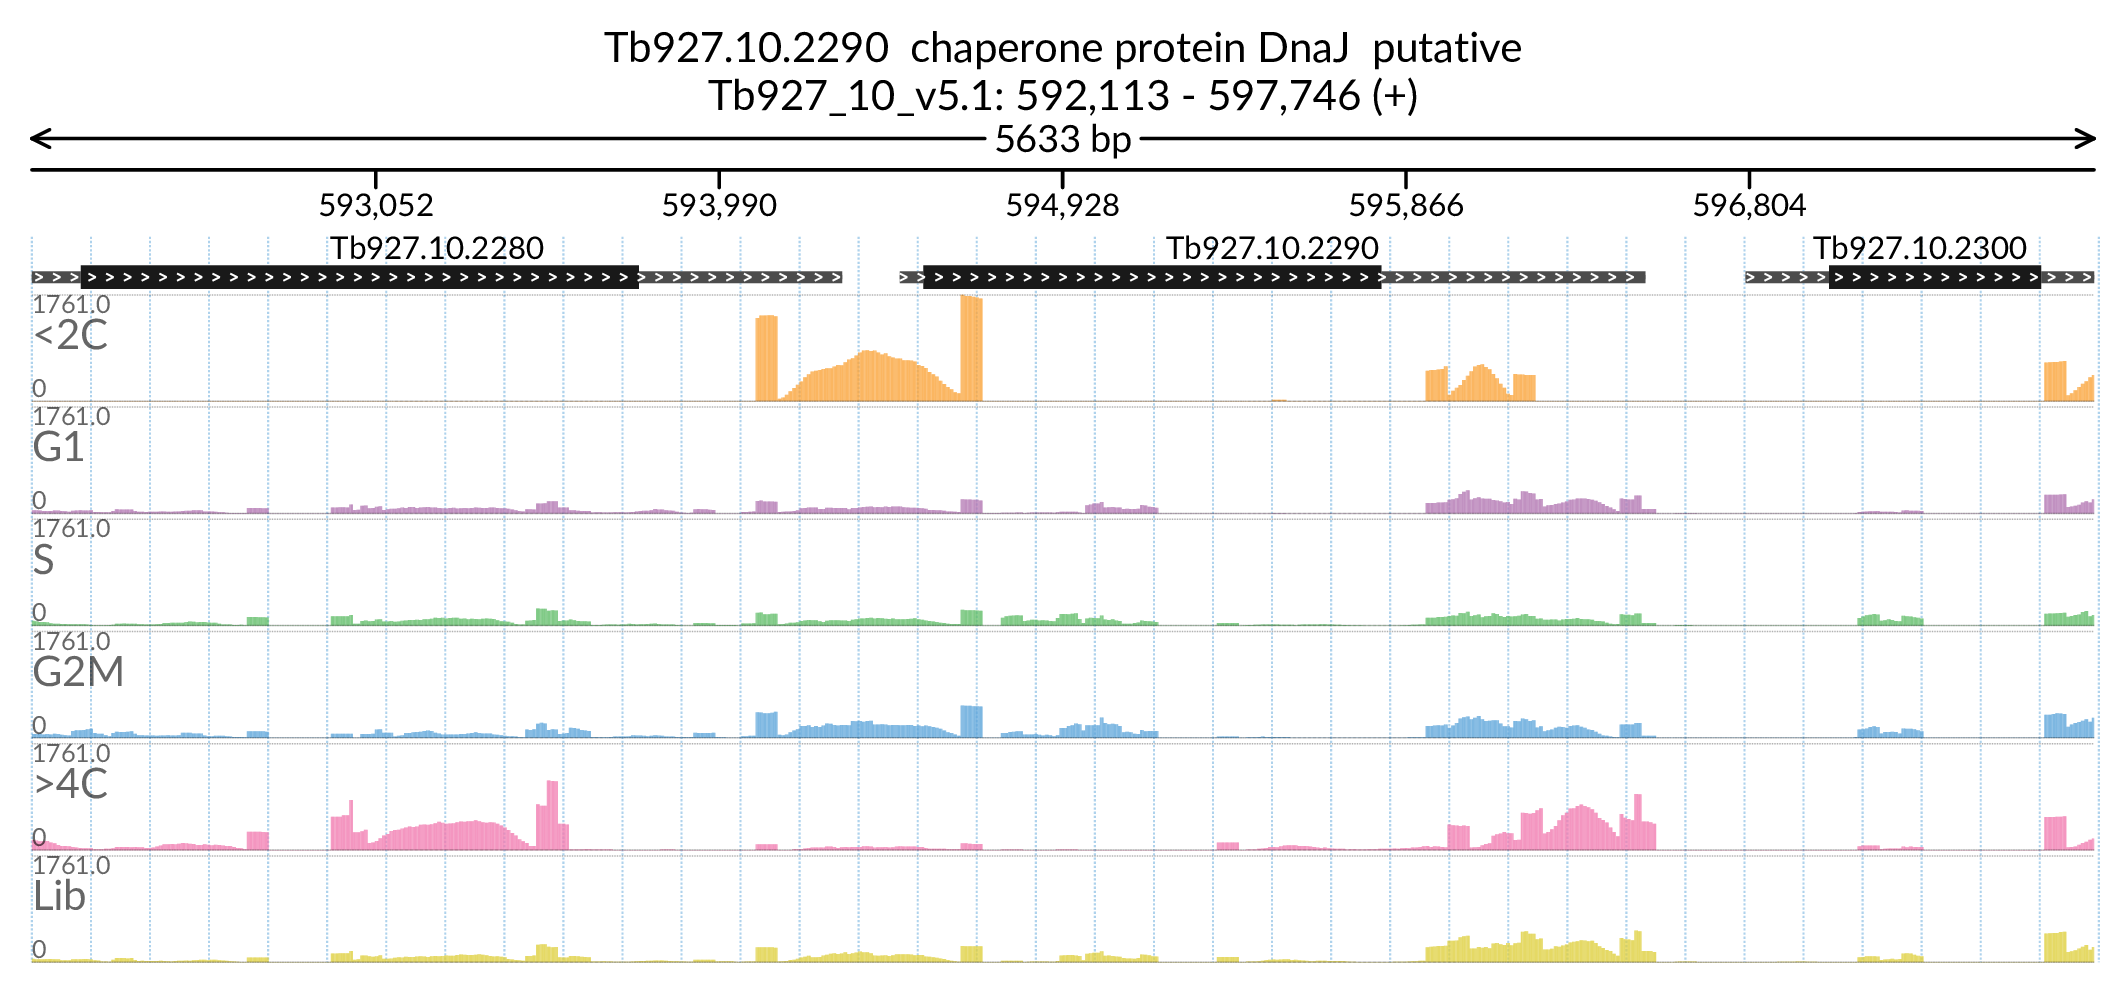 Tb927.10.2290  chaperone protein DnaJ  putative
Tb927_10_v5.1: 592,113 - 597,746 (+)
5633 bp
593,052 593,990 594,928 595,866 596,804
Tb927.10.2280 Tb927.10.2290 Tb927.10.2300
1761.0
<2C
0
1761.0
G1
0
1761.0
S
0
1761.0
G2M
0
1761.0
>4C
0
1761.0
Lib
0